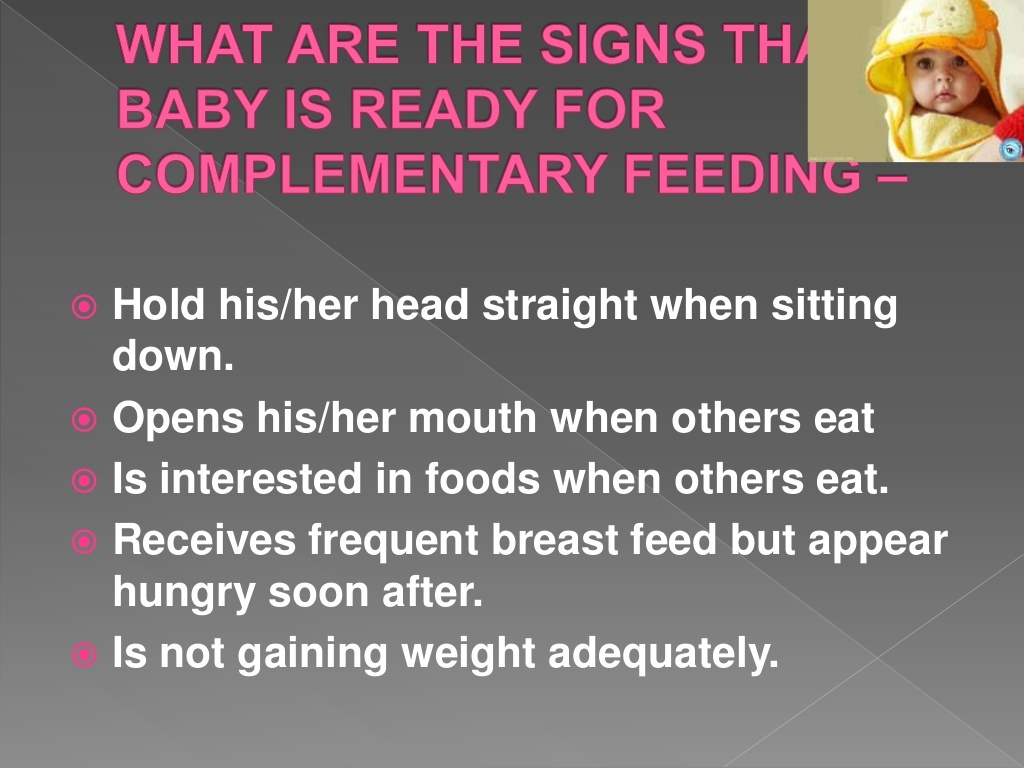 WHAT ARE THE SIGNS
BABY IS READY FOR
COMPLEMENTARY FEEDING –
Hold his/her head straight when sitting
down.
Opens his/her mouth when others eat
Is interested in foods when others eat.
Receives frequent breast feed but appear
hungry soon after.
Is not gaining weight adequately.